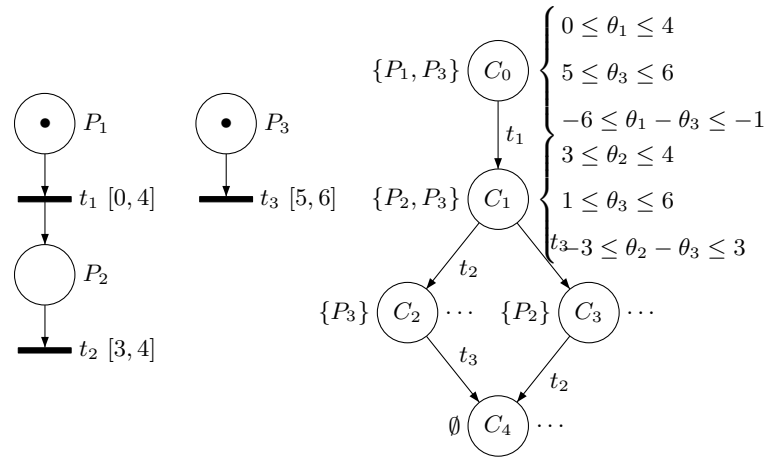 P₁
P₃
t₁ [0, 4]
t₃ [5, 6]
P₂
t₂ [3, 4]
{P₁, P₃} C₀
0 ≤ θ₁ ≤ 4
5 ≤ θ₃ ≤ 6
−6 ≤ θ₁ − θ₃ ≤ −1
t₁
{P₂, P₃} C₁
3 ≤ θ₂ ≤ 4
1 ≤ θ₃ ≤ 6
−3 ≤ θ₂ − θ₃ ≤ 3
t₂
t₃
{P₃} C₂ ⋯
{P₂} C₃ ⋯
t₃
t₂
∅ C₄ ⋯